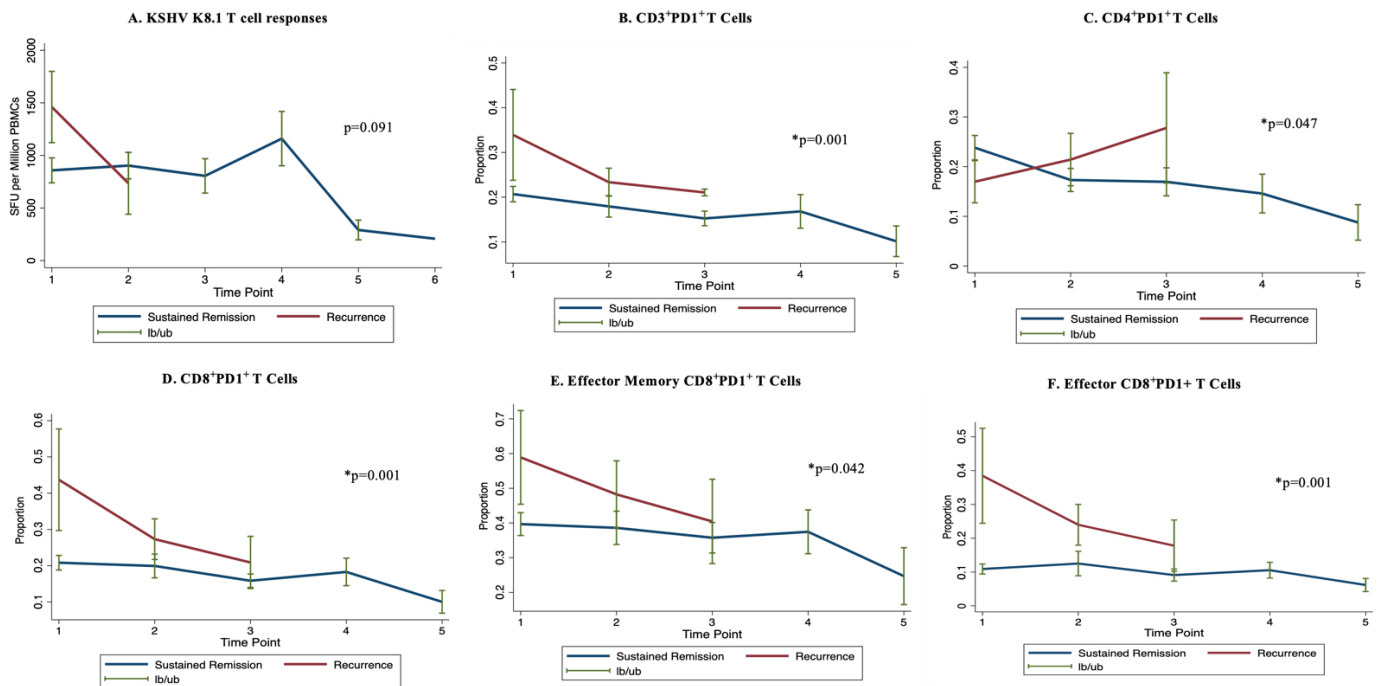 A. KSHV K8.1 T cell responses
SFU per Million PBMCs
2000
1500
1000
500
0
p=0.091
1 2 3 4 5 6
Time Point
Sustained Remission Recurrence
lb/ub
B. CD3⁺PD1⁺ T Cells
Proportion
0.5
0.4
0.3
0.2
0.1
*p=0.001
1 2 3 4 5
Time Point
Sustained Remission Recurrence
lb/ub
C. CD4⁺PD1⁺ T Cells
Proportion
0.4
0.3
0.2
0.1
0
*p=0.047
1 2 3 4 5
Time Point
Sustained Remission Recurrence
lb/ub
D. CD8⁺PD1⁺ T Cells
Proportion
0.6
0.5
0.4
0.3
0.2
0.1
*p=0.001
1 2 3 4 5
Time Point
Sustained Remission Recurrence
lb/ub
E. Effector Memory CD8⁺PD1⁺ T Cells
Proportion
0.7
0.6
0.5
0.4
0.3
0.2
*p=0.042
1 2 3 4 5
Time Point
Sustained Remission Recurrence
lb/ub
F. Effector CD8⁺PD1+ T Cells
Proportion
0.5
0.4
0.3
0.2
0.1
0
*p=0.001
1 2 3 4 5
Time Point
Sustained Remission Recurrence
lb/ub